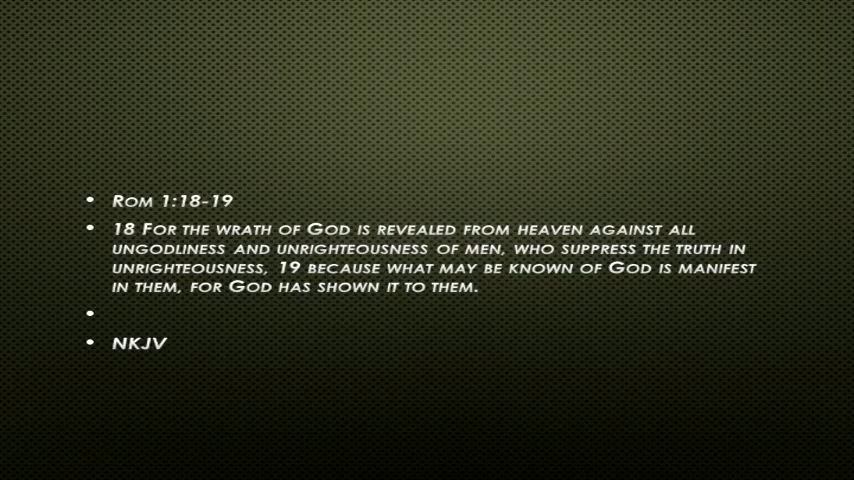 • Rom 1:18-19
• 18 For the wrath of God is revealed from heaven against all
ungodliness and unrighteousness of men, who suppress the truth in
unrighteousness, 19 because what may be known of God is manifest
in them, for God has shown it to them.
•
• NKJV